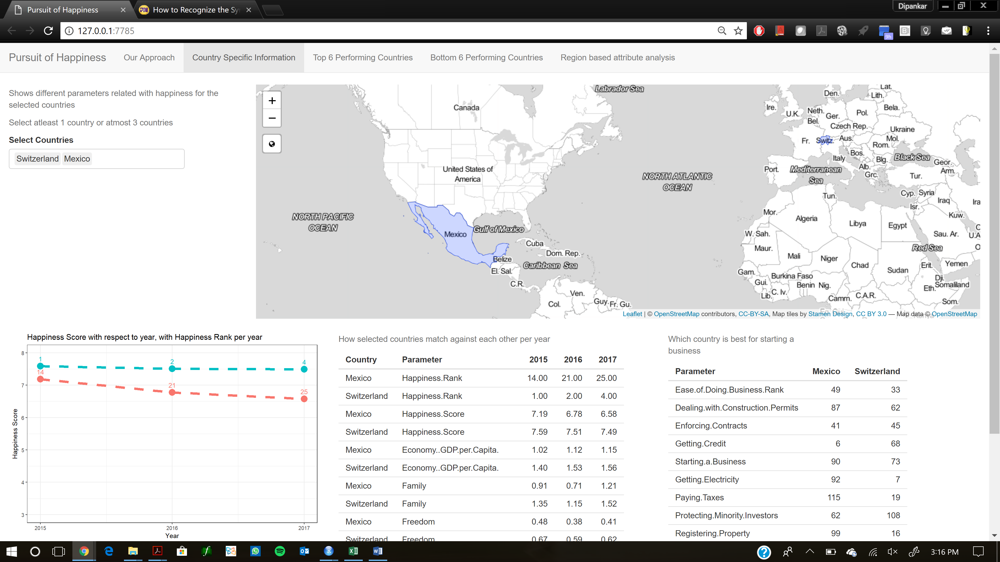 Pursuit of Happiness
How to Recognize the Sy
Dipankar
127.0.0.1:7785
9h
Pursuit of Happiness
Our Approach
Country Specific Information
Top 6 Performing Countries
Bottom 6 Performing Countries
Region based attribute analysis
Shows different parameters related with happiness for the
selected countries
Select atleast 1 country or atmost 3 countries
Select Countries
Switzerland Mexico
+
−
Labrador Sea
Canada
United States of
America
NORTH PACIFIC
OCEAN
NORTH ATLANTIC
OCEAN
Mexico
Gulf of Mexico
Cuba
Dom. Rep.
Belize
Caribbean Sea
El. Sal.
C.R.
Ven.
Col.
Guy.
Fr. Gu.
Lat.
Den.
Lith.
Ire.
U.K.
Neth.
Ger.
Pol.
Bela.
Bel.
Czech Rep.
Ukraine
Fr.
Switz.
Aus.
Mol.
Rom.
Bos.
Italy
Blg.
Black Sea
Geor.
Port.
Mediterranean
Sea
Alb.
Grc.
Arm.
Tur.
Cyp.
Syria
Tun.
Iraq
Ira
Isr.
Mor.
Algeria
Libya
Egypt
Kuw.
W. Sah.
Sau. Ar.
U.A
Maur.
Red Sea
Mali
Niger
Chad
Sudan
Erit.
Yemen
Gam.
Burkina Faso
Dji.
Gui.
Benin
Nig.
Eth.
Somaliland
Lib.
C. Iv.
Camrn.
C.A.R.
Som.
Leaflet | © OpenStreetMap contributors, CC-BY-SA, Map tiles by Stamen Design, CC BY 3.0 — Map data © OpenStreetMap
Happiness Score with respect to year, with Happiness Rank per year
8
7
6
5
4
3
1
2
4
14
21
25
Happiness Score
2015 2016 2017
Year
How selected countries match against each other per year
Country Parameter 2015 2016 2017
Mexico Happiness.Rank 14.00 21.00 25.00
Switzerland Happiness.Rank 1.00 2.00 4.00
Mexico Happiness.Score 7.19 6.78 6.58
Switzerland Happiness.Score 7.59 7.51 7.49
Mexico Economy..GDP.per.Capita. 1.02 1.12 1.15
Switzerland Economy..GDP.per.Capita. 1.40 1.53 1.56
Mexico Family 0.91 0.71 1.21
Switzerland Family 1.35 1.15 1.52
Mexico Freedom 0.48 0.38 0.41
Switzerland Freedom 0.67 0.59 0.62
Which country is best for starting a
business
Parameter Mexico Switzerland
Ease.of.Doing.Business.Rank 49 33
Dealing.with.Construction.Permits 87 62
Enforcing.Contracts 41 45
Getting.Credit 6 68
Starting.a.Business 90 73
Getting.Electricity 92 7
Paying.Taxes 115 19
Protecting.Minority.Investors 62 108
Registering.Property 99 16
3:16 PM